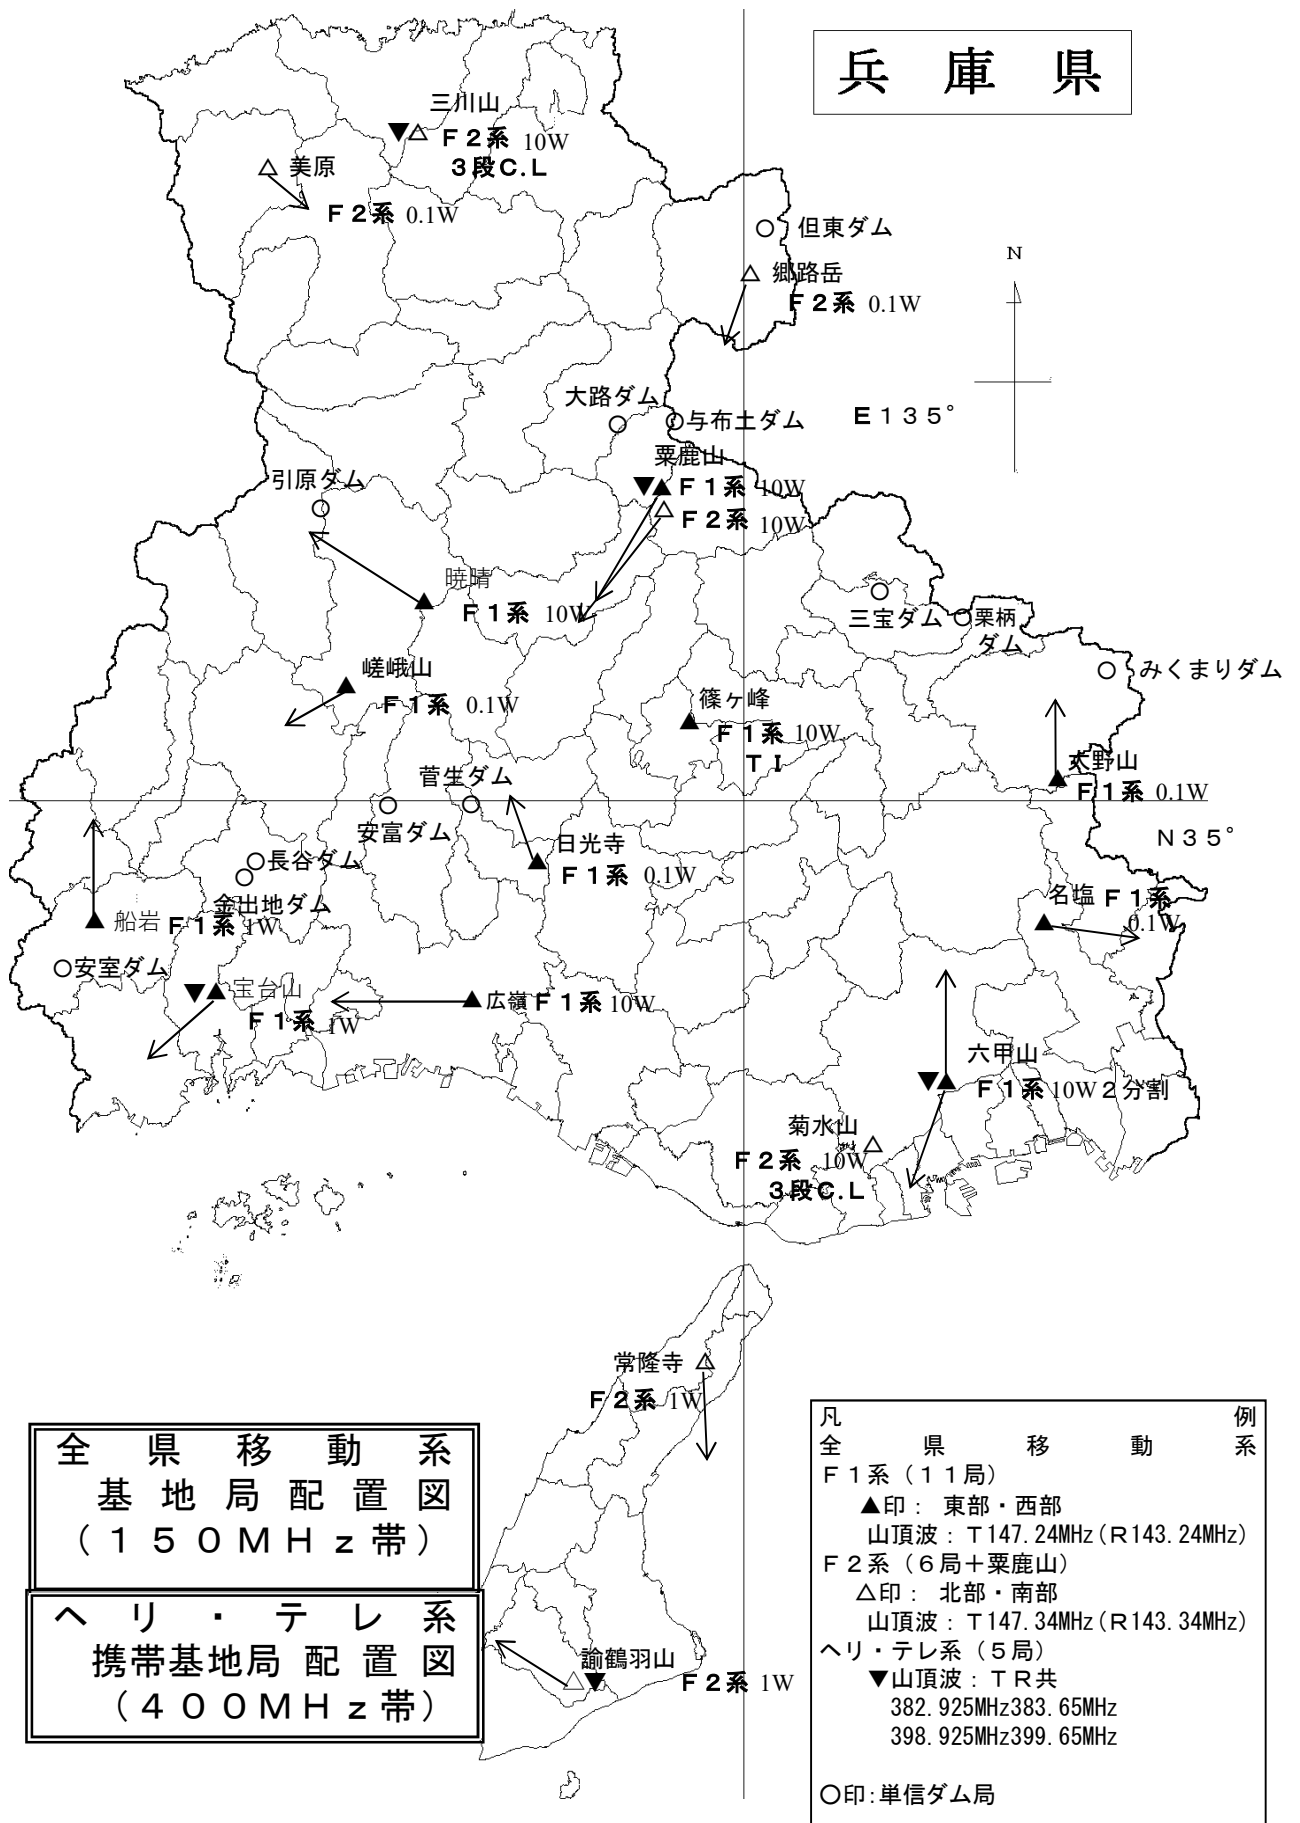 兵庫県
三川山
F2系 10W
3段C.L
美原
F2系 0.1W
但東ダム
N
郷路岳
F2系 0.1W
大路ダム
与布土ダム
E135°
粟鹿山
引原ダム
F1系 10W
F2系 10W
暁晴
F1系 10W
三宝ダム
栗柄
ダム
嵯峨山
みくまりダム
F1系 0.1W
篠ヶ峰
F1系 10W
TI
大野山
菅生ダム
F1系 0.1W
安富ダム
N35°
日光寺
長谷ダム
F1系 0.1W
金出地ダム
名塩 F1系
0.1W
船岩 F1系 1W
安室ダム
宝台山
広嶺 F1系 10W
F1系 1W
六甲山
F1系 10W 2分割
菊水山
F2系 10W
3段C.L
常隆寺
F2系 1W
全県移動系
基地局配置図
(150MHz帯)
ヘリ・テレ系
携帯基地局配置図
(400MHz帯)
諭鶴羽山
F2系 1W
凡例
全県移動系
F1系(11局)
▲印: 東部・西部
山頂波:T147.24MHz(R143.24MHz)
F2系(6局+粟鹿山)
△印: 北部・南部
山頂波:T147.34MHz(R143.34MHz)
ヘリ・テレ系(5局)
▼山頂波:TR共
382.925MHz383.65MHz
398.925MHz399.65MHz
○印:単信ダム局